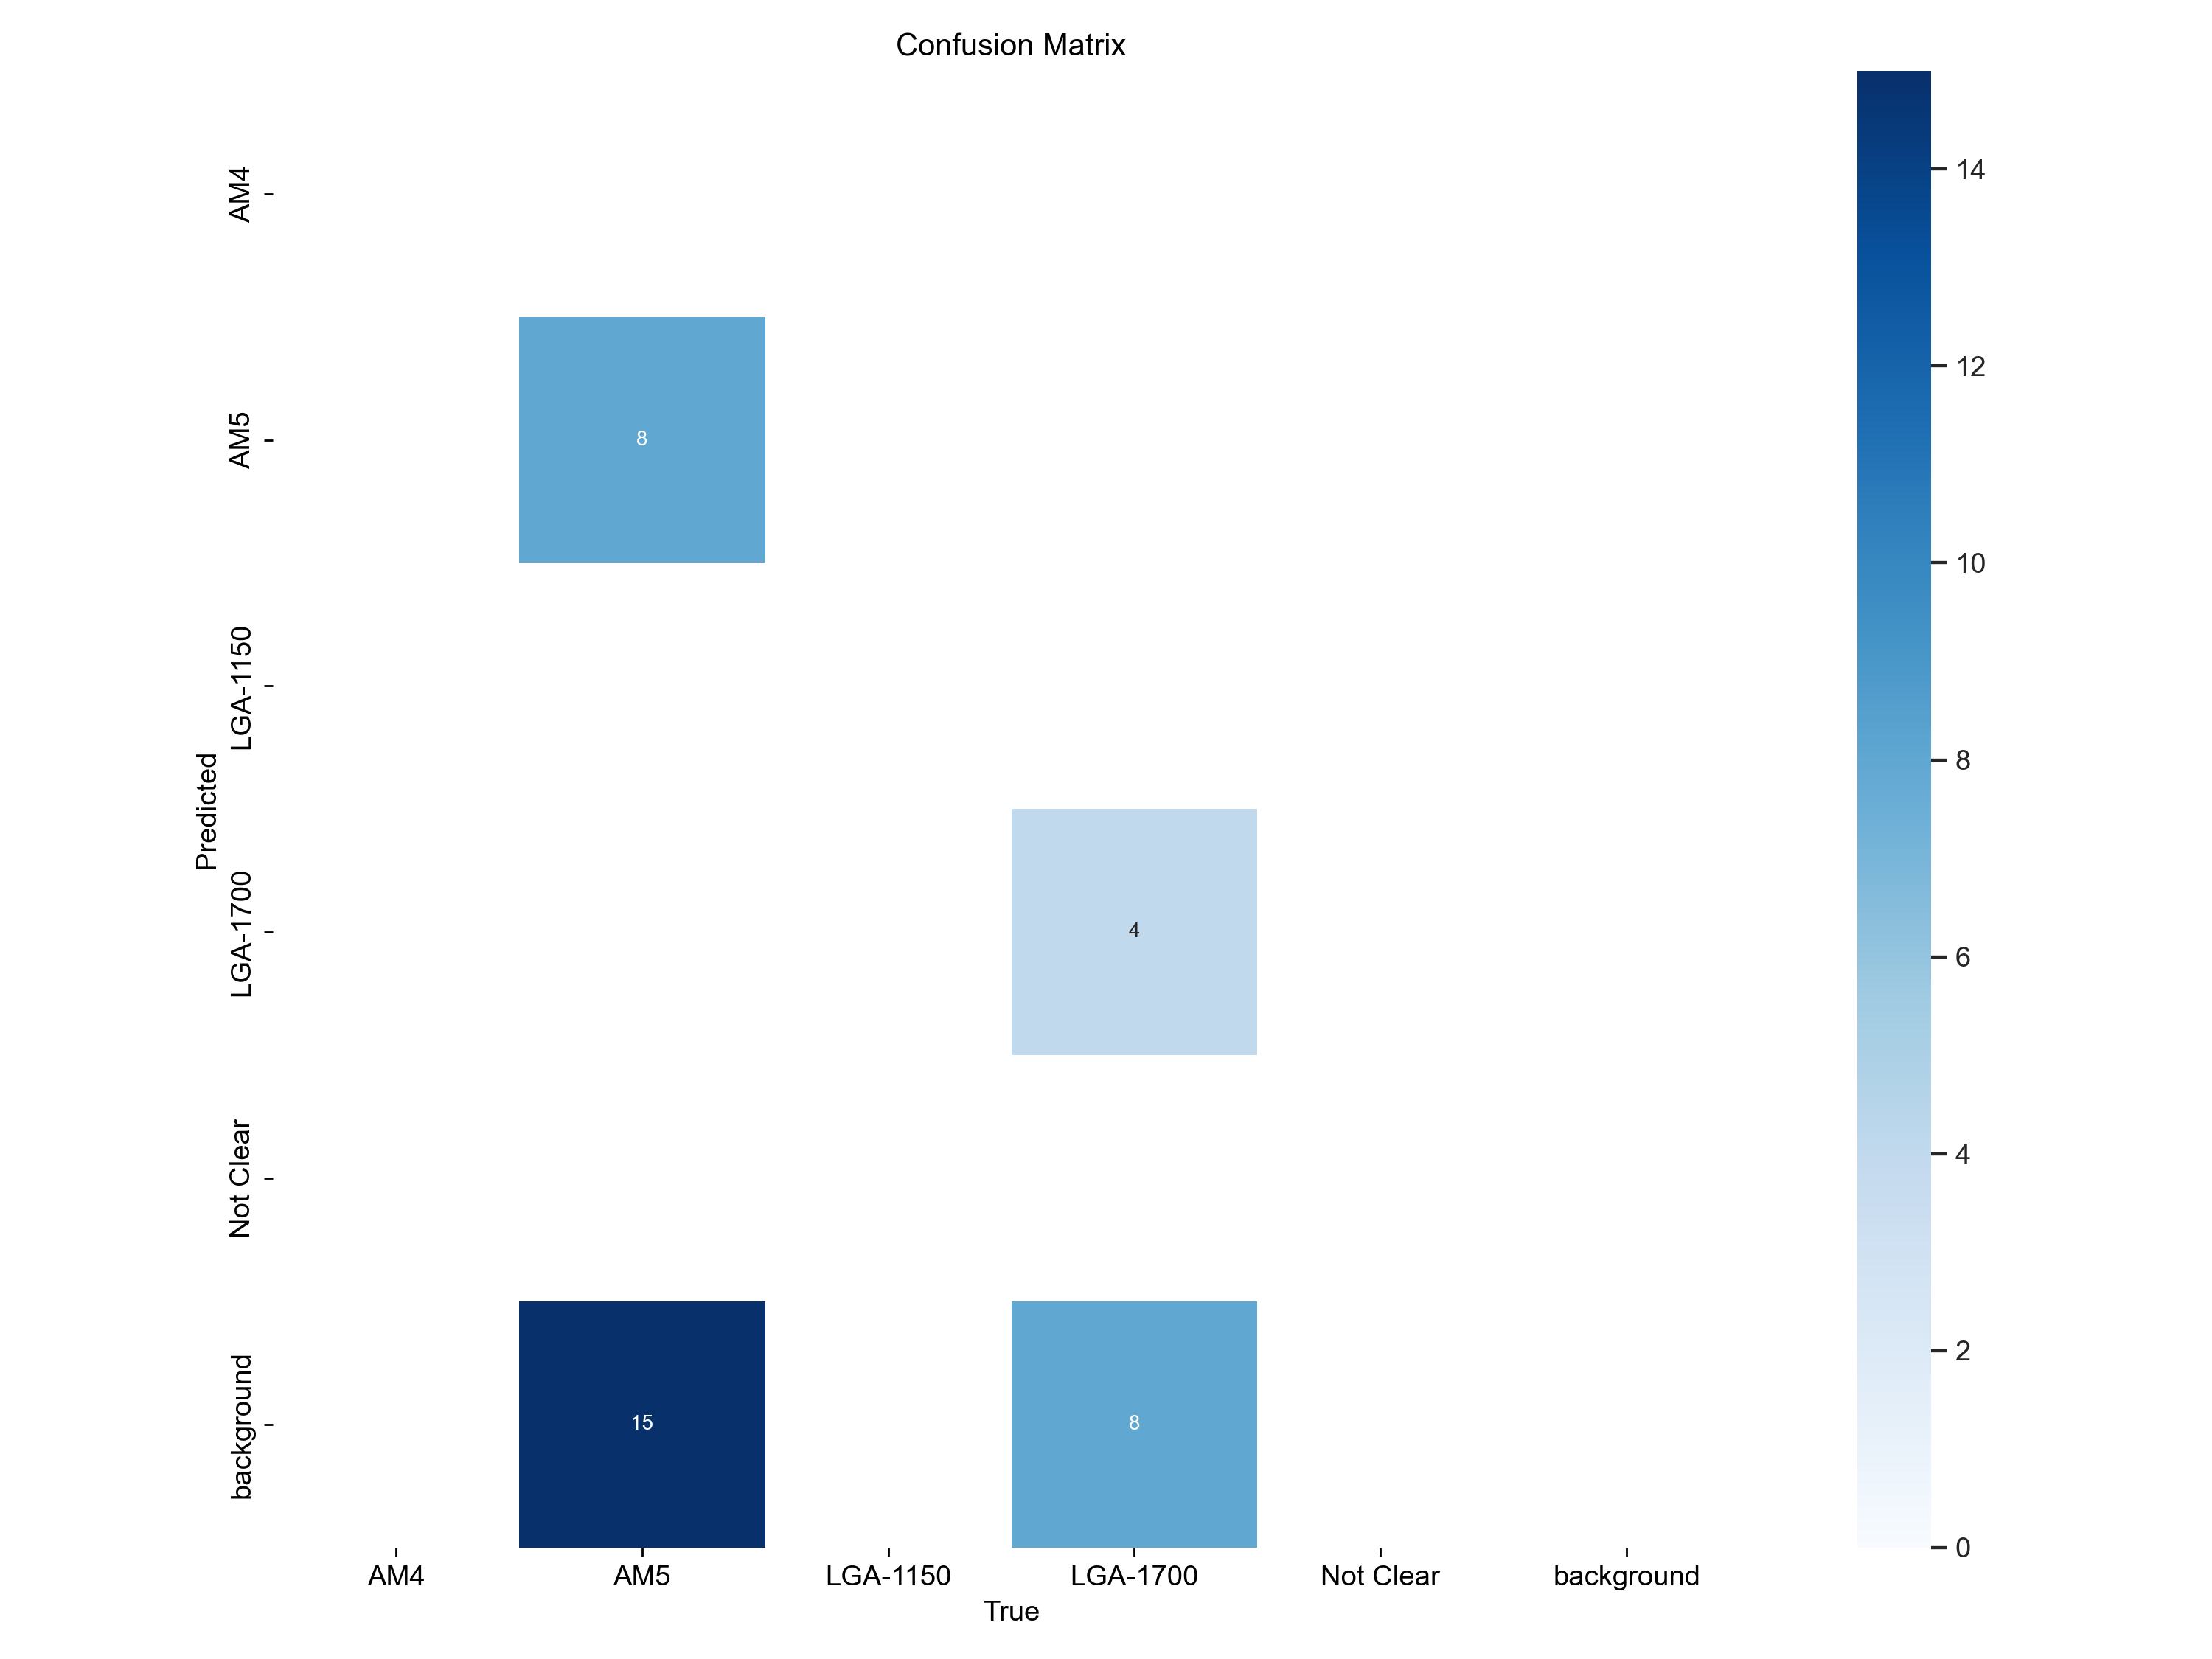 Confusion Matrix
AM4
AM5
LGA-1150
LGA-1700
Not Clear
background
Predicted
8
4
15
8
AM4
AM5
LGA-1150
LGA-1700
Not Clear
background
True
14
12
10
8
6
4
2
0